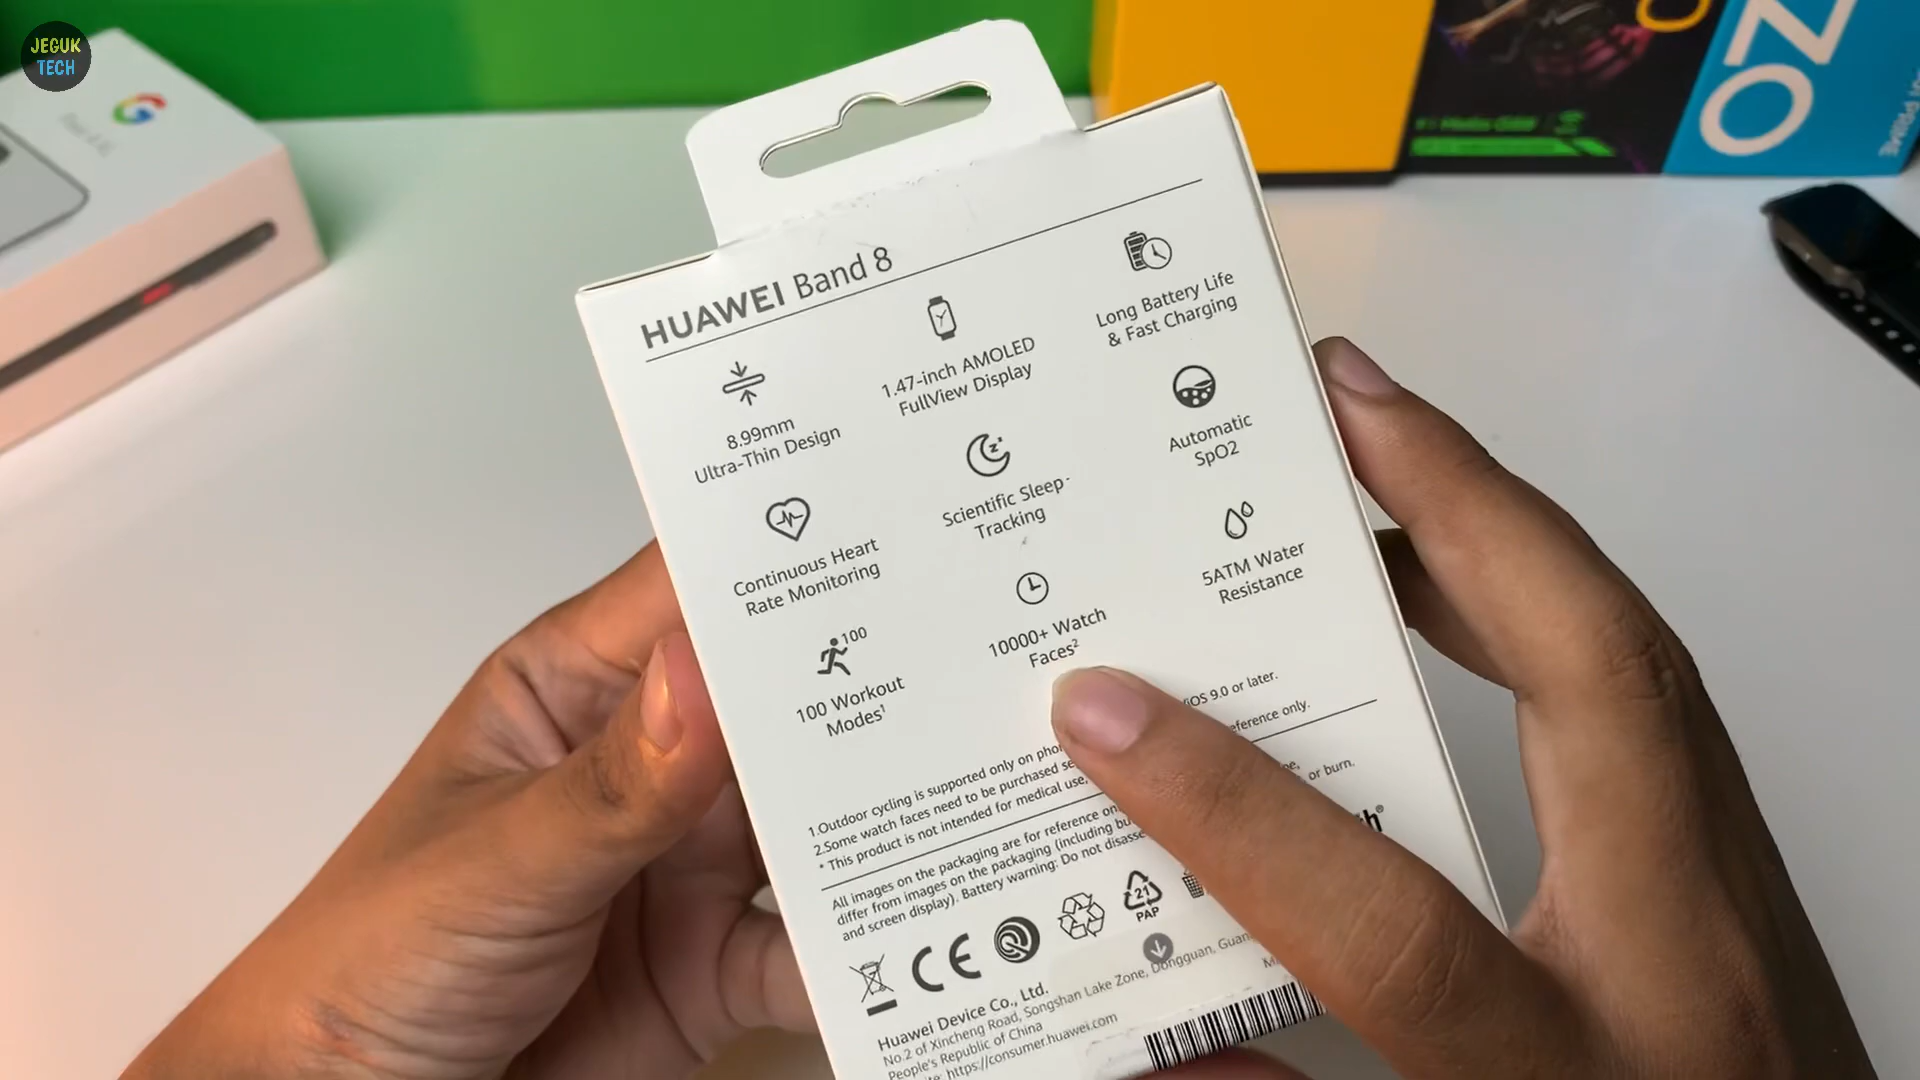 JEGUK
TECH
HUAWEI Band 8
8.99mm
Ultra-Thin Design
1.47-inch AMOLED
FullView Display
Long Battery Life
& Fast Charging
Continuous Heart
Rate Monitoring
Scientific Sleep
Tracking
Automatic
SpO2
100
100 Workout
Modes¹
10000+ Watch
Faces²
5ATM Water
Resistance
1.Outdoor cycling is supported only on iOS 9.0 or later.
2.Some watch faces need to be purchased reference only.
* This product is not intended for medical use,
All images on the packaging are for reference
differ from images on the packaging (including
and screen display). Battery warning: Do not or burn.
CE
21
PAP
Huawei Device Co., Ltd.
No.2 of Xincheng Road, Songshan Lake Zone, Dongguan,
People's Republic of China
https://consumer.huawei.com
G
ZO
PRIME